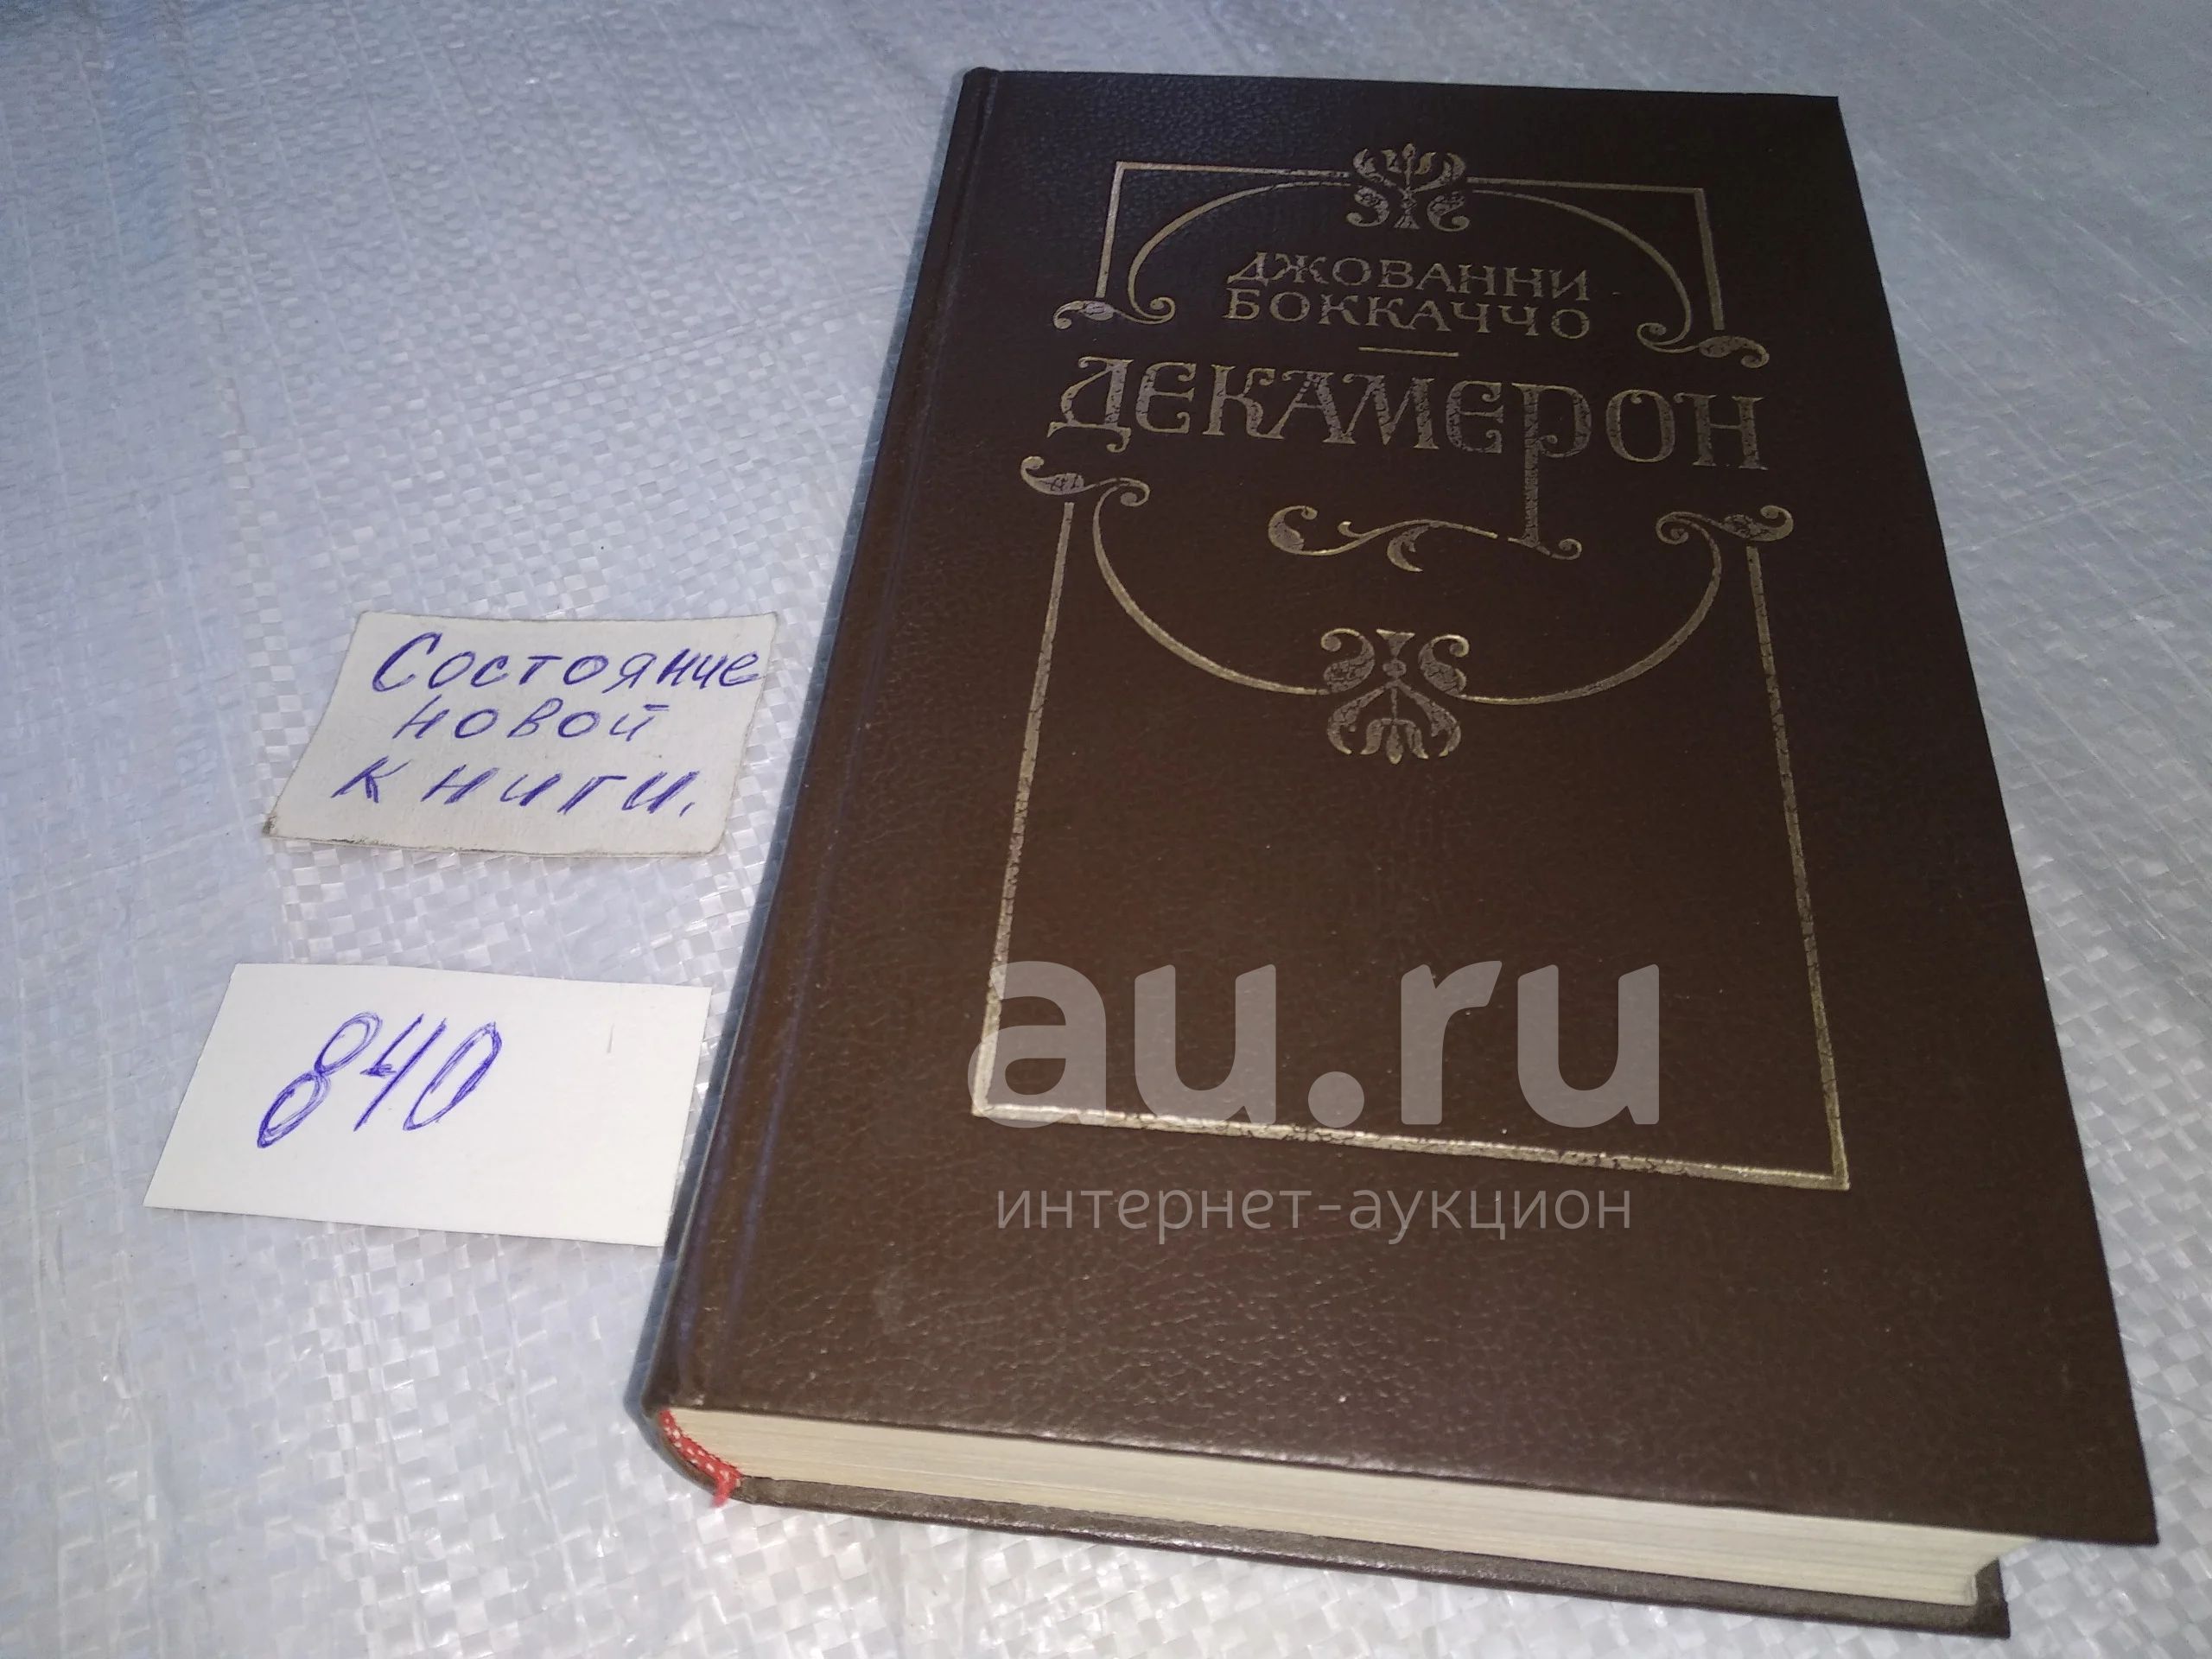 ДЖОВАННИ
БОККАЧЧО
ДЕКАМЕРОН
Состояние
новой
книги.
840
au.ru
интернет-аукцион